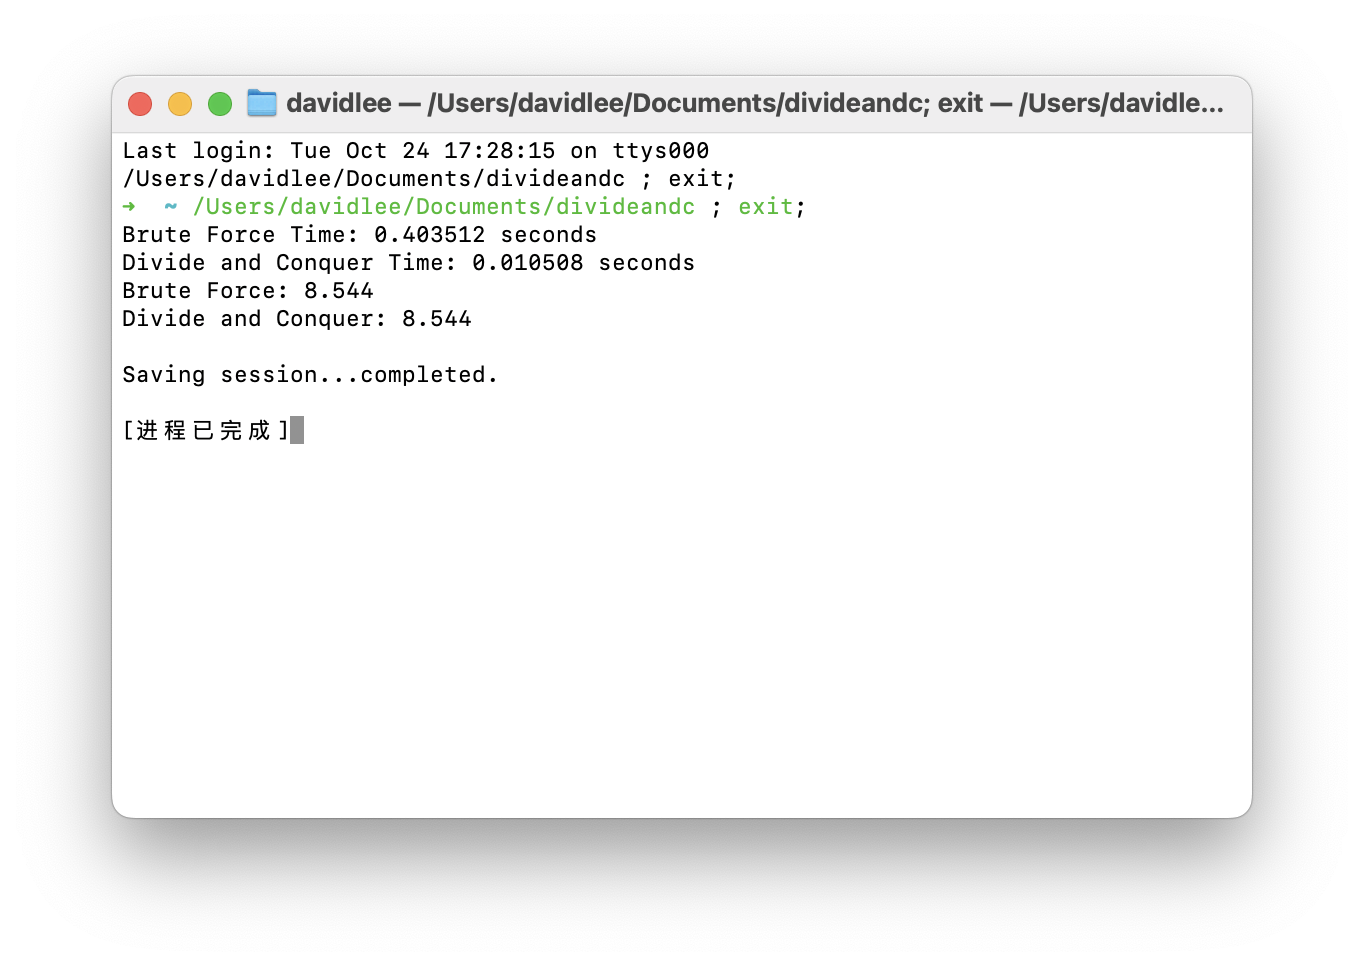 davidlee — /Users/davidlee/Documents/divideandc; exit — /Users/davidle...
Last login: Tue Oct 24 17:28:15 on ttys000
/Users/davidlee/Documents/divideandc ; exit;
➜  ~ /Users/davidlee/Documents/divideandc ; exit;
Brute Force Time: 0.403512 seconds
Divide and Conquer Time: 0.010508 seconds
Brute Force: 8.544
Divide and Conquer: 8.544
Saving session...completed.
[进程已完成]